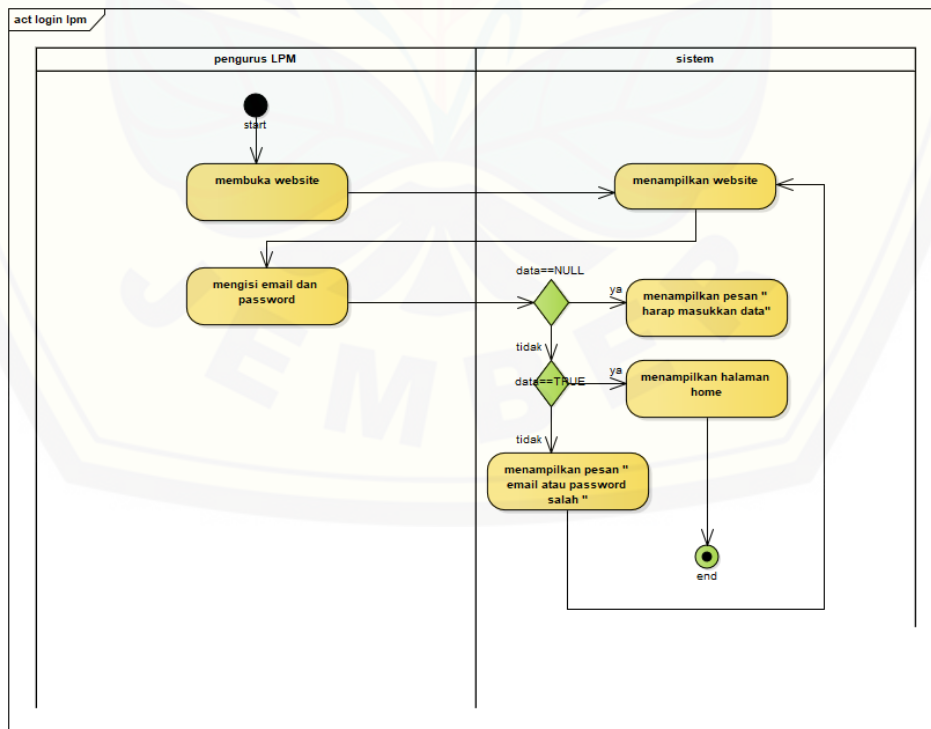 act login lpm
pengurus LPM
sistem
start
membuka website
menampilkan website
mengisi email dan
password
data==NULL
ya
menampilkan pesan "
harap masukkan data"
tidak
data==TRUE
ya
menampilkan halaman
home
tidak
menampilkan pesan "
email atau password
salah "
end
JEMBER